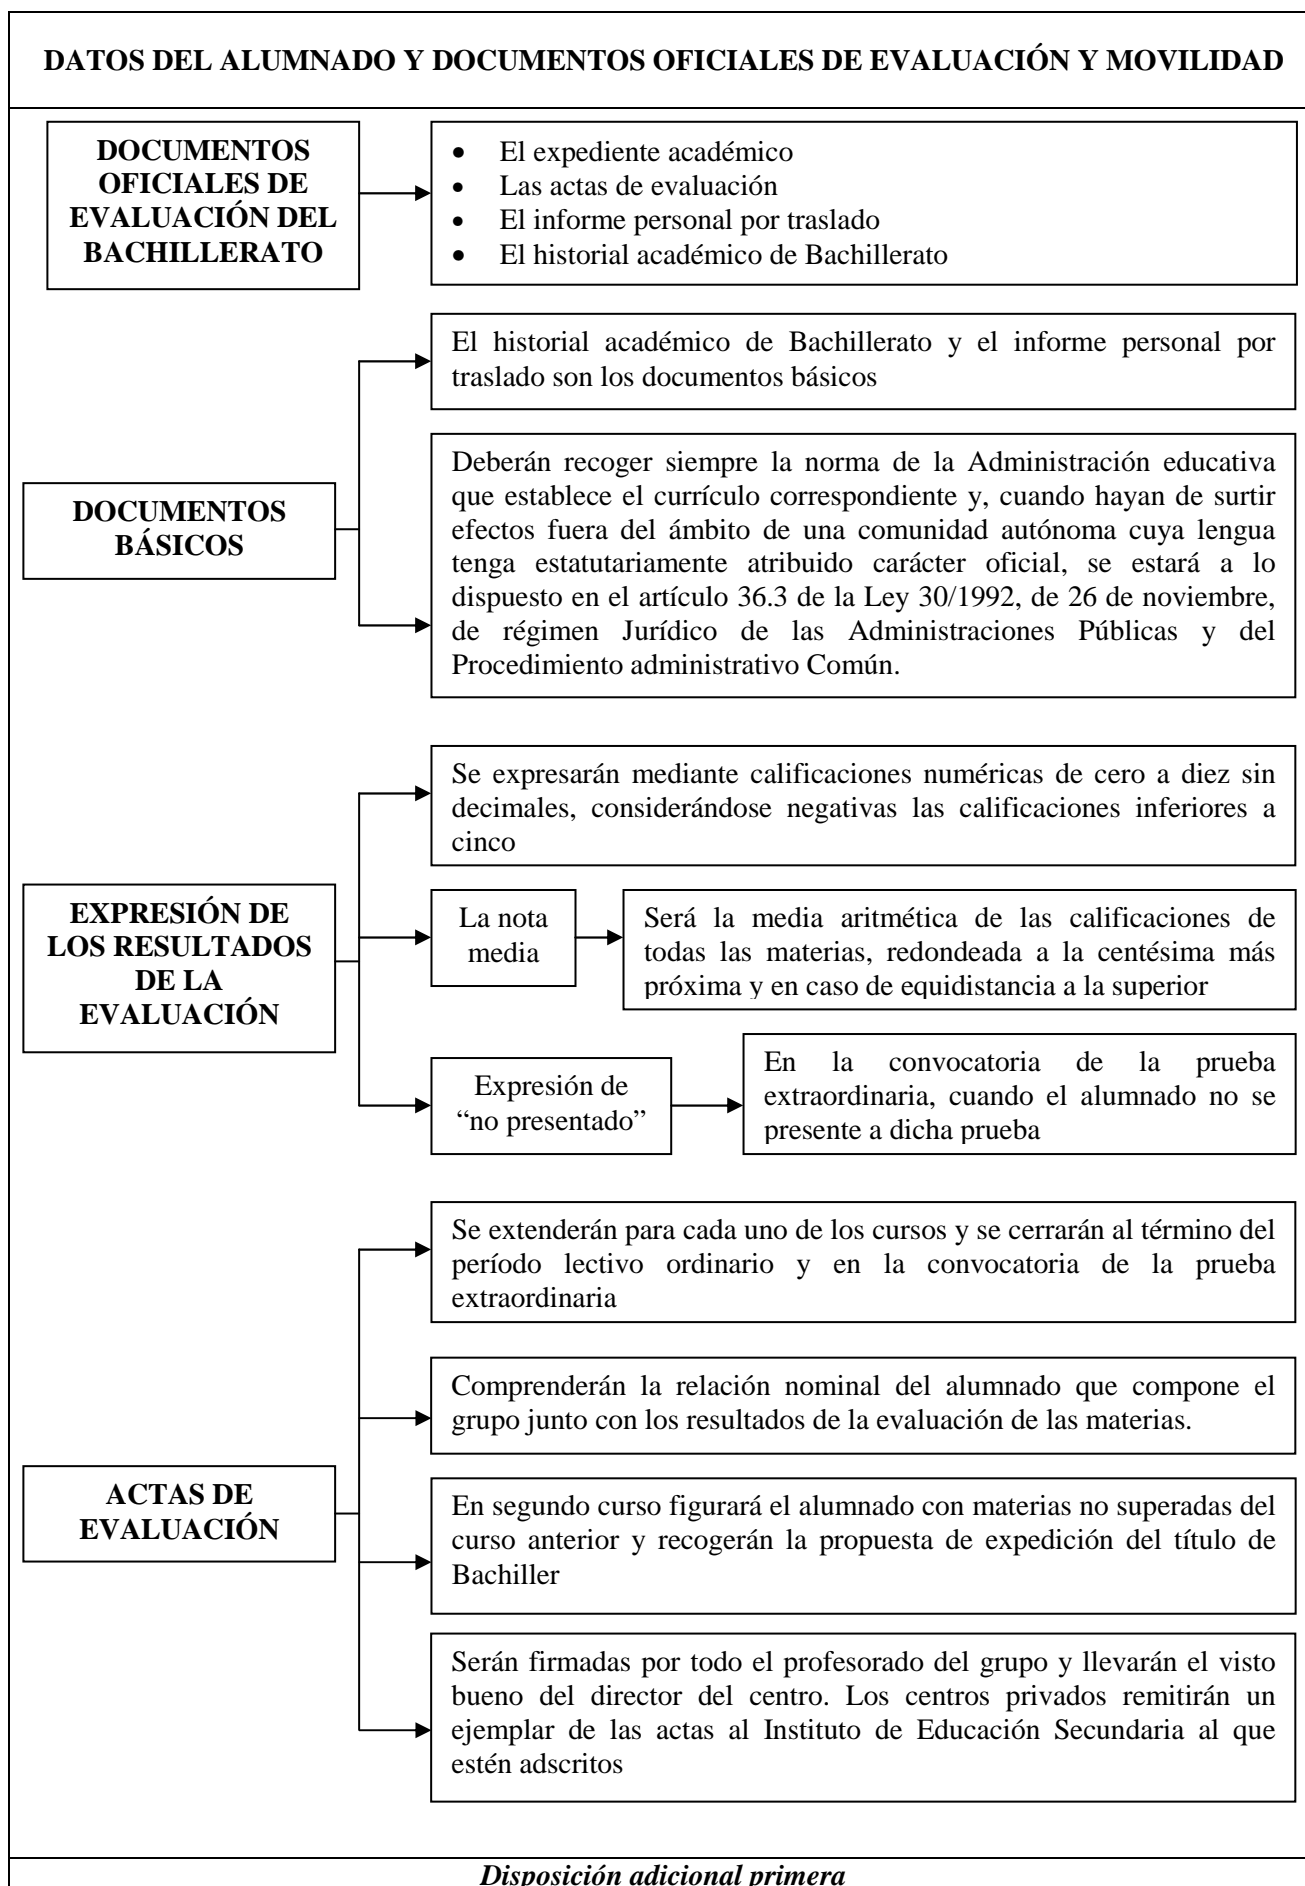 DATOS DEL ALUMNADO Y DOCUMENTOS OFICIALES DE EVALUACIÓN Y MOVILIDAD
DOCUMENTOS
OFICIALES DE
EVALUACIÓN DEL
BACHILLERATO
• El expediente académico
• Las actas de evaluación
• El informe personal por traslado
• El historial académico de Bachillerato
DOCUMENTOS
BÁSICOS
El historial académico de Bachillerato y el informe personal por
traslado son los documentos básicos
Deberán recoger siempre la norma de la Administración educativa
que establece el currículo correspondiente y, cuando hayan de surtir
efectos fuera del ámbito de una comunidad autónoma cuya lengua
tenga estatutariamente atribuido carácter oficial, se estará a lo
dispuesto en el artículo 36.3 de la Ley 30/1992, de 26 de noviembre,
de régimen Jurídico de las Administraciones Públicas y del
Procedimiento administrativo Común.
EXPRESIÓN DE
LOS RESULTADOS
DE LA
EVALUACIÓN
Se expresarán mediante calificaciones numéricas de cero a diez sin
decimales, considerándose negativas las calificaciones inferiores a
cinco
La nota
media
Será la media aritmética de las calificaciones de
todas las materias, redondeada a la centésima más
próxima y en caso de equidistancia a la superior
Expresión de
“no presentado”
En la convocatoria de la prueba
extraordinaria, cuando el alumnado no se
presente a dicha prueba
ACTAS DE
EVALUACIÓN
Se extenderán para cada uno de los cursos y se cerrarán al término del
período lectivo ordinario y en la convocatoria de la prueba
extraordinaria
Comprenderán la relación nominal del alumnado que compone el
grupo junto con los resultados de la evaluación de las materias.
En segundo curso figurará el alumnado con materias no superadas del
curso anterior y recogerán la propuesta de expedición del título de
Bachiller
Serán firmadas por todo el profesorado del grupo y llevarán el visto
bueno del director del centro. Los centros privados remitirán un
ejemplar de las actas al Instituto de Educación Secundaria al que
estén adscritos
Disposición adicional primera